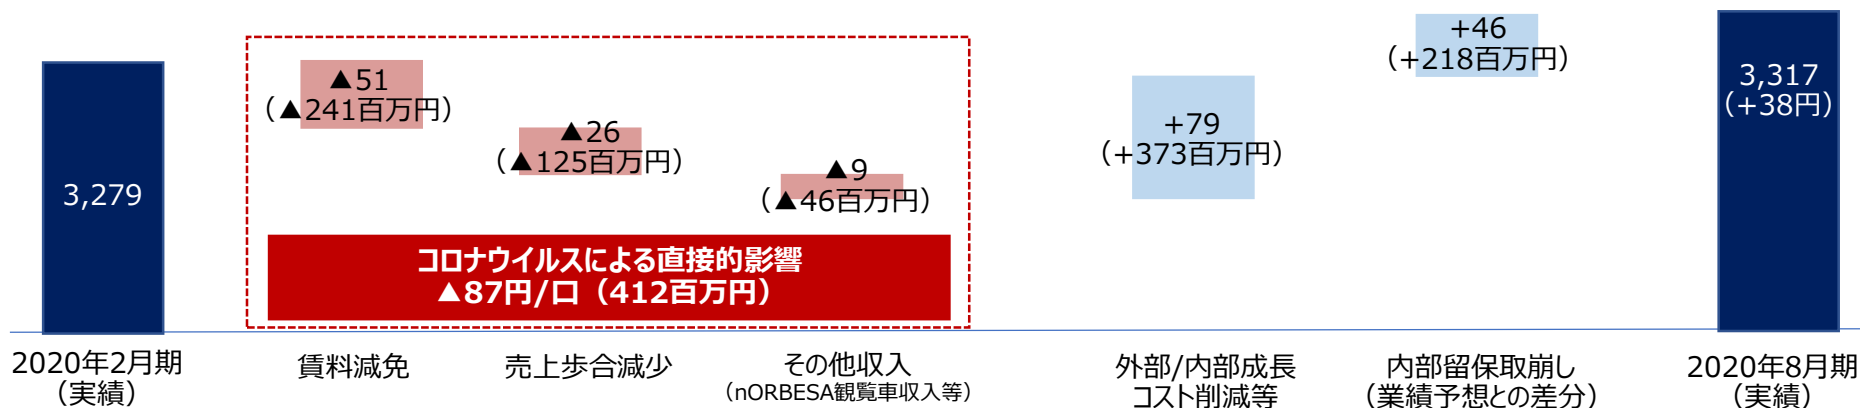 3,279
▲51
（▲241百万円）
▲26
（▲125百万円）
▲9
（▲46百万円）
コロナウイルスによる直接的影響
▲87円/口（412百万円）
+79
（+373百万円）
+46
（+218百万円）
3,317
（+38円）
2020年2月期
（実績）
賃料減免
売上歩合減少
その他収入
（nORBESA観覧車収入等）
外部/内部成長
コスト削減等
内部留保取崩し
（業績予想との差分）
2020年8月期
（実績）